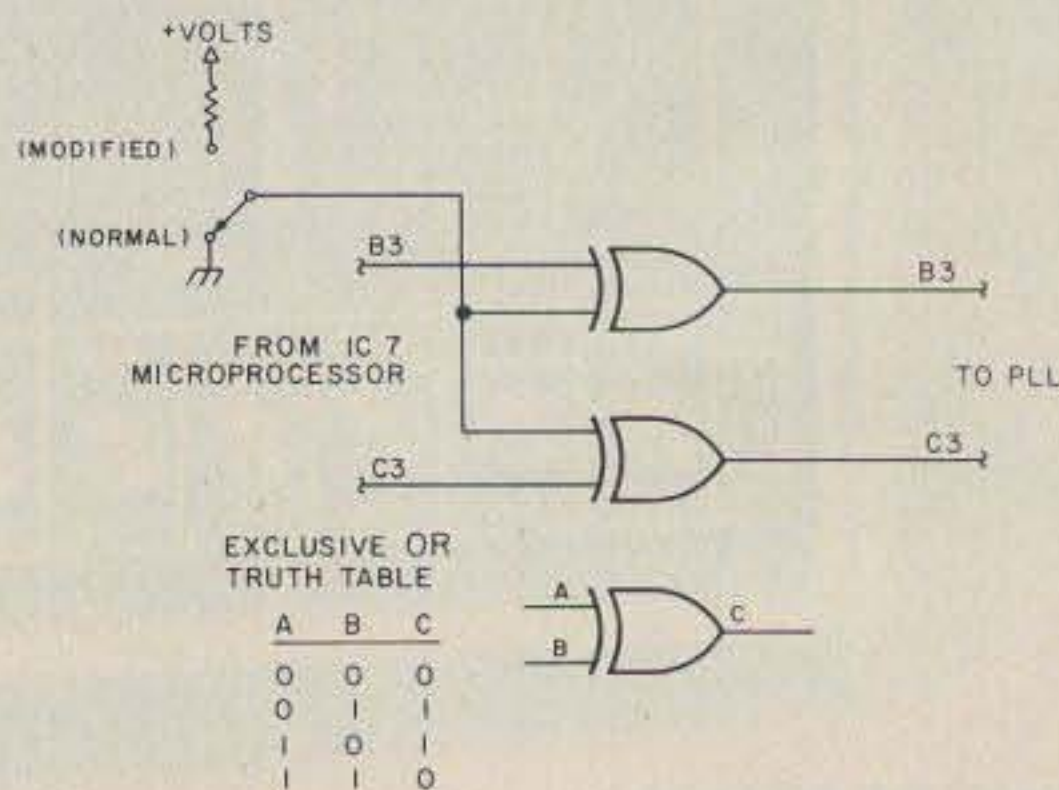 +VOLTS
(MODIFIED)
(NORMAL)
B3
B3
FROM IC 7
MICROPROCESSOR
TO PLL
C3
C3
EXCLUSIVE OR
TRUTH TABLE
A B C
0 0 0
0 1 1
1 0 1
1 1 0
A
B
C